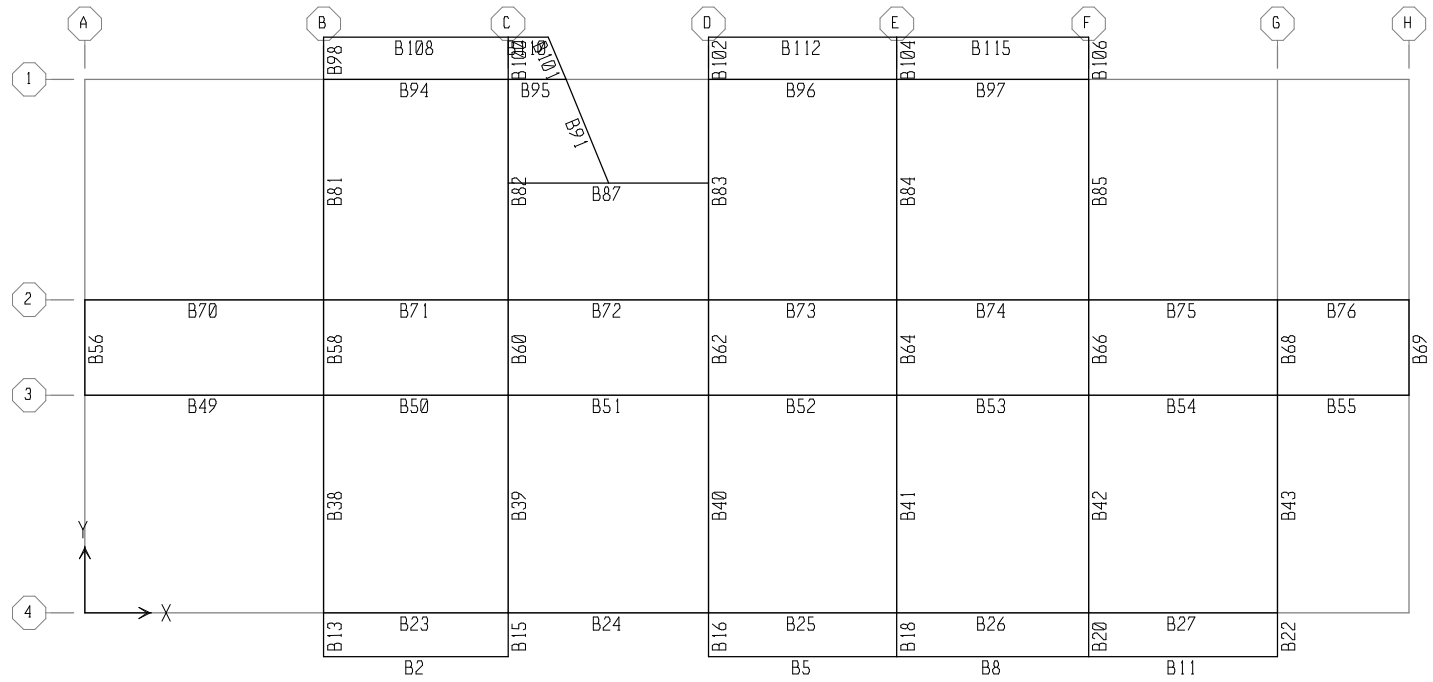 A B C D E F G H
B108 B112 B115
B98 B100 B101 B102 B104 B106
1
B94 B95 B96 B97
B91
B81 B82 B83 B84 B85
B87
2
B70 B71 B72 B73 B74 B75 B76
B56 B58 B60 B62 B64 B66 B68 B69
3
B49 B50 B51 B52 B53 B54 B55
B38 B39 B40 B41 B42 B43
Y
4 X
B23 B24 B25 B26 B27
B13 B15 B16 B18 B20 B22
B2 B5 B8 B11